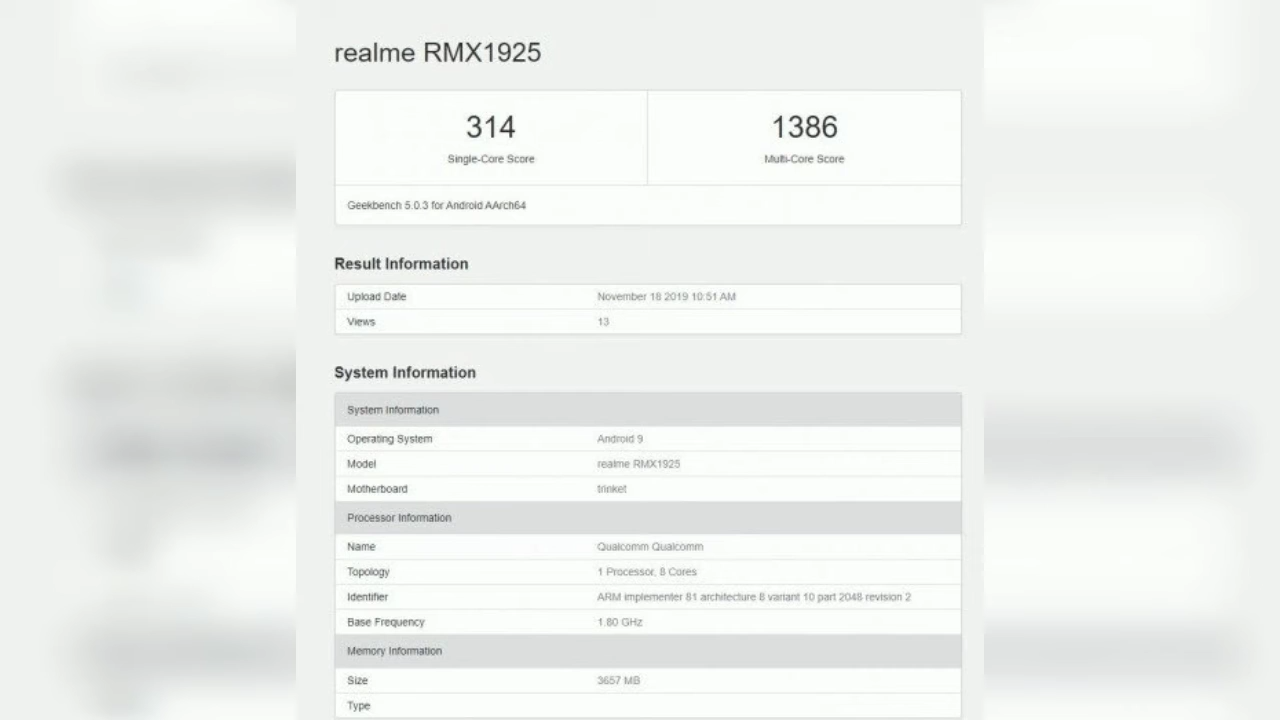 realme RMX1925
314 1386
Single-Core Score Multi-Core Score
Geekbench 5.0.3 for Android AArch64
Result Information
Upload Date November 18 2019 10:51 AM
Views 13
System Information
System Information
Operating System Android 9
Model realme RMX1925
Motherboard trinket
Processor Information
Name Qualcomm Qualcomm
Topology 1 Processor, 8 Cores
Identifier ARM implementer 81 architecture 8 variant 10 part 2048 revision 2
Base Frequency 1.80 GHz
Memory Information
Size 3657 MB
Type